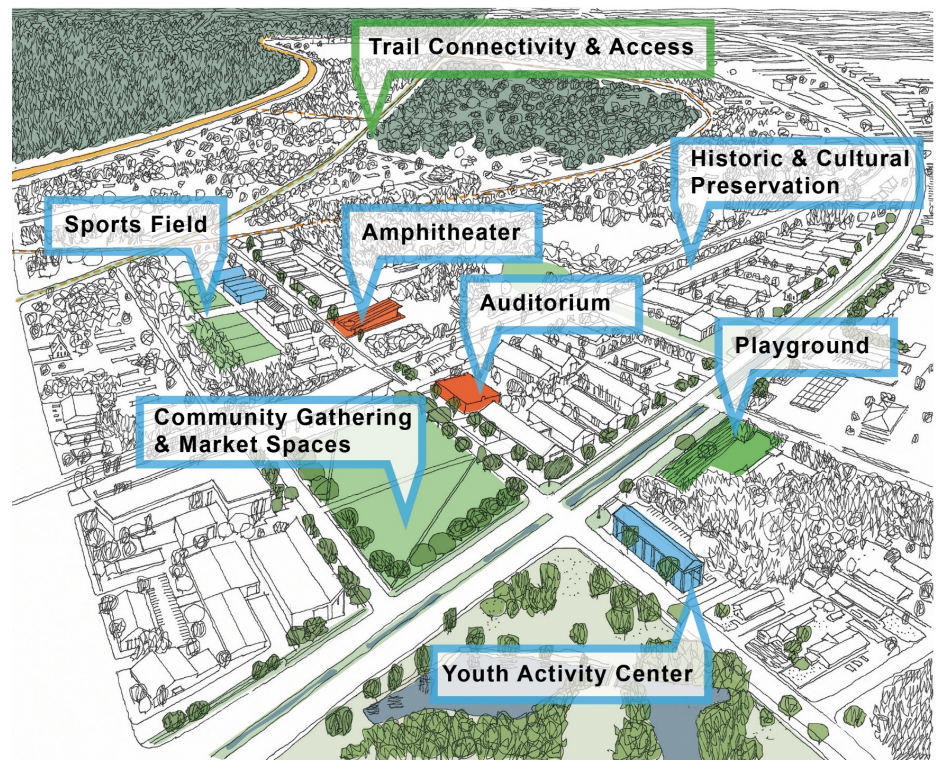 Trail Connectivity & Access
Historic & Cultural
Preservation
Sports Field
Amphitheater
Auditorium
Playground
Community Gathering
& Market Spaces
Youth Activity Center